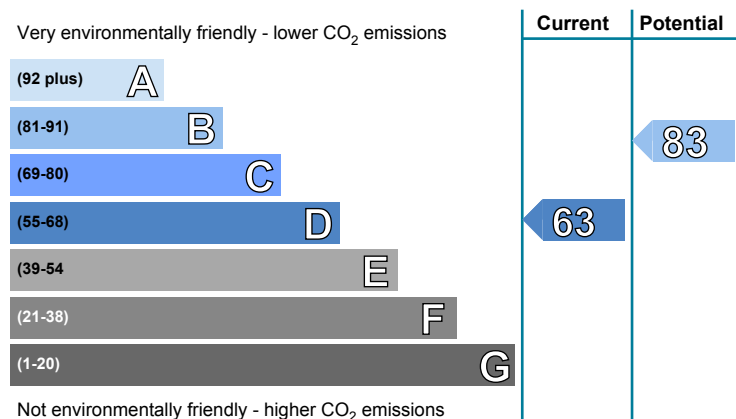 Current Potential
Very environmentally friendly - lower CO₂ emissions
(92 plus) A
(81-91) B
83
(69-80) C
(55-68) D
63
(39-54 E
(21-38) F
(1-20) G
Not environmentally friendly - higher CO₂ emissions